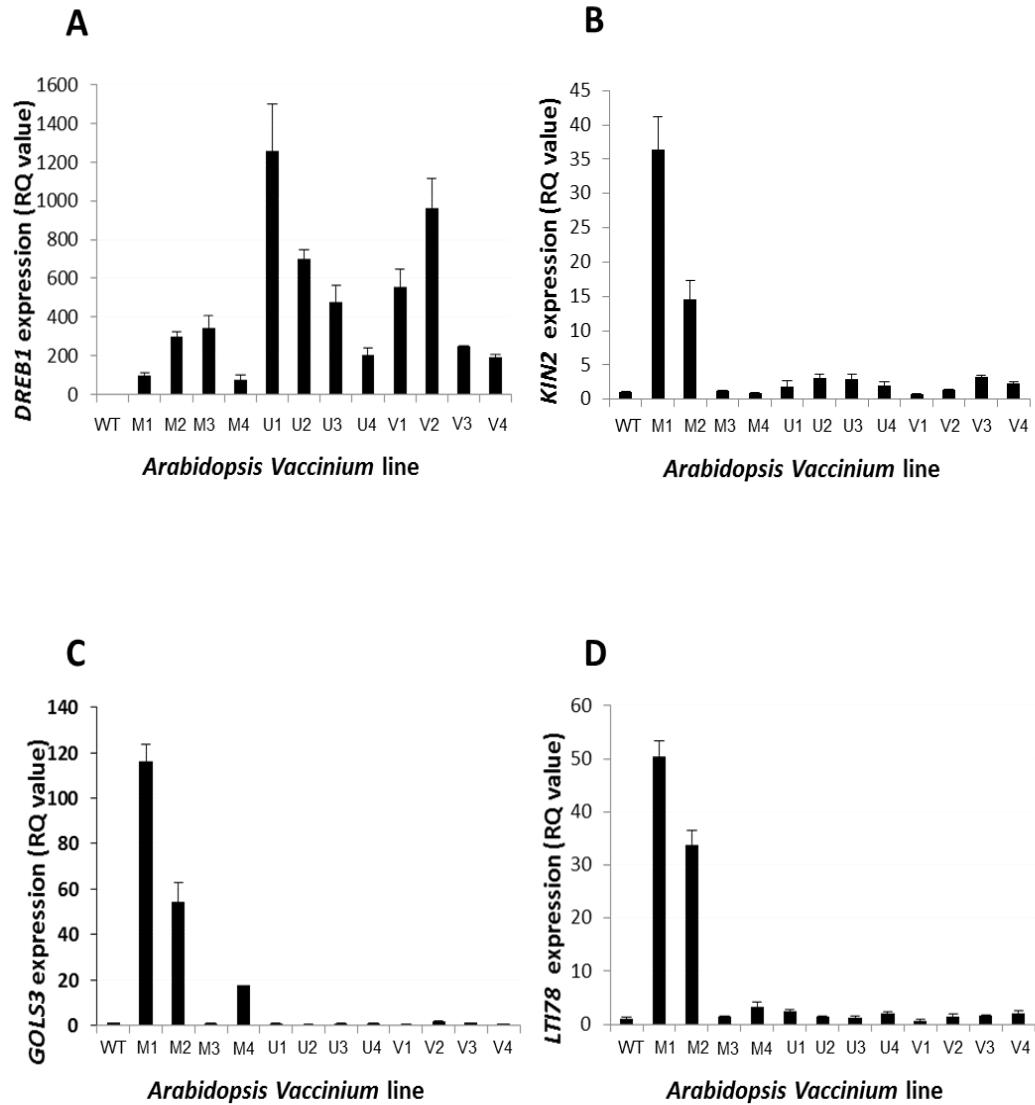 A
DREB1 expression (RQ value)
1600
1400
1200
1000
800
600
400
200
0
WT M1 M2 M3 M4 U1 U2 U3 U4 V1 V2 V3 V4
Arabidopsis Vaccinium line
B
KIN2 expression (RQ value)
45
40
35
30
25
20
15
10
5
0
WT M1 M2 M3 M4 U1 U2 U3 U4 V1 V2 V3 V4
Arabidopsis Vaccinium line
C
GOLS3 expression (RQ value)
140
120
100
80
60
40
20
0
WT M1 M2 M3 M4 U1 U2 U3 U4 V1 V2 V3 V4
Arabidopsis Vaccinium line
D
LTI78 expression (RQ value)
60
50
40
30
20
10
0
WT M1 M2 M3 M4 U1 U2 U3 U4 V1 V2 V3 V4
Arabidopsis Vaccinium line